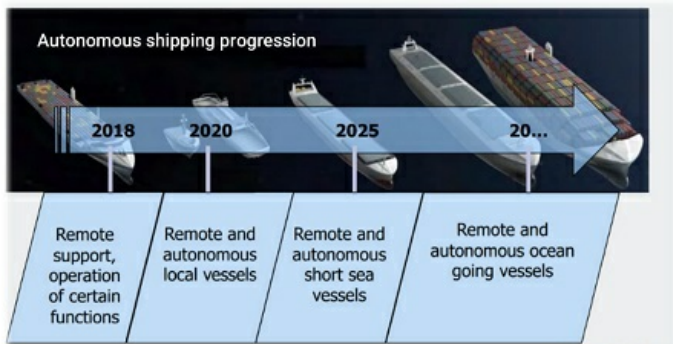 Autonomous shipping progression
2018
2020
2025
20...
Remote
support,
operation
of certain
functions
Remote and
autonomous
local vessels
Remote and
autonomous
short sea
vessels
Remote and
autonomous ocean
going vessels